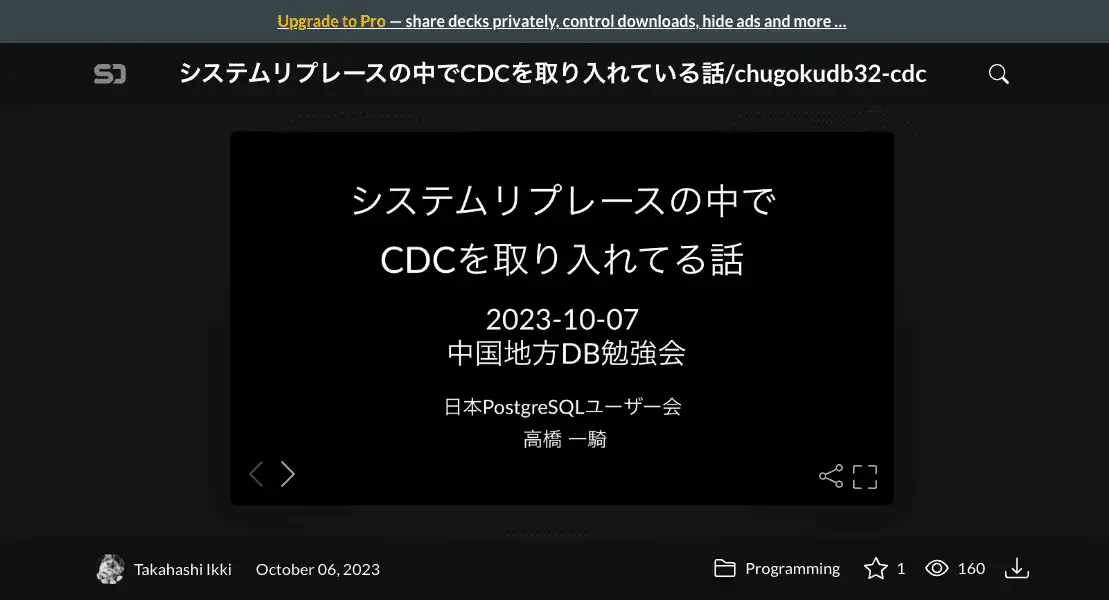 Upgrade to Pro — share decks privately, control downloads, hide ads and more …
SD
システムリプレースの中でCDCを取り入れている話/chugokudb32-cdc
システムリプレースの中で
CDCを取り入れてる話
2023-10-07
中国地方DB勉強会
日本PostgreSQLユーザー会
高橋 一騎
Takahashi Ikki
October 06, 2023
Programming
1
160